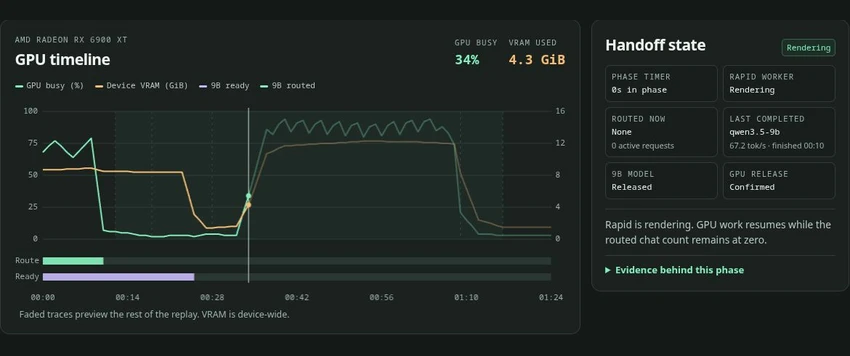 AMD RADEON RX 6900 XT
GPU timeline
GPU BUSY VRAM USED
34% 4.3 GiB
GPU busy (%) Device VRAM (GiB) 9B ready 9B routed
100 16
75 12
50 8
25 4
0 0
Route
Ready
00:00 00:14 00:28 00:42 00:56 01:10 01:24
Faded traces preview the rest of the replay. VRAM is device-wide.
Handoff state
Rendering
PHASE TIMER
0s in phase
RAPID WORKER
Rendering
ROUTED NOW
None
0 active requests
LAST COMPLETED
qwen3.5-9b
67.2 tok/s · finished 00:10
9B MODEL
Released
GPU RELEASE
Confirmed
Rapid is rendering. GPU work resumes while the
routed chat count remains at zero.
Evidence behind this phase